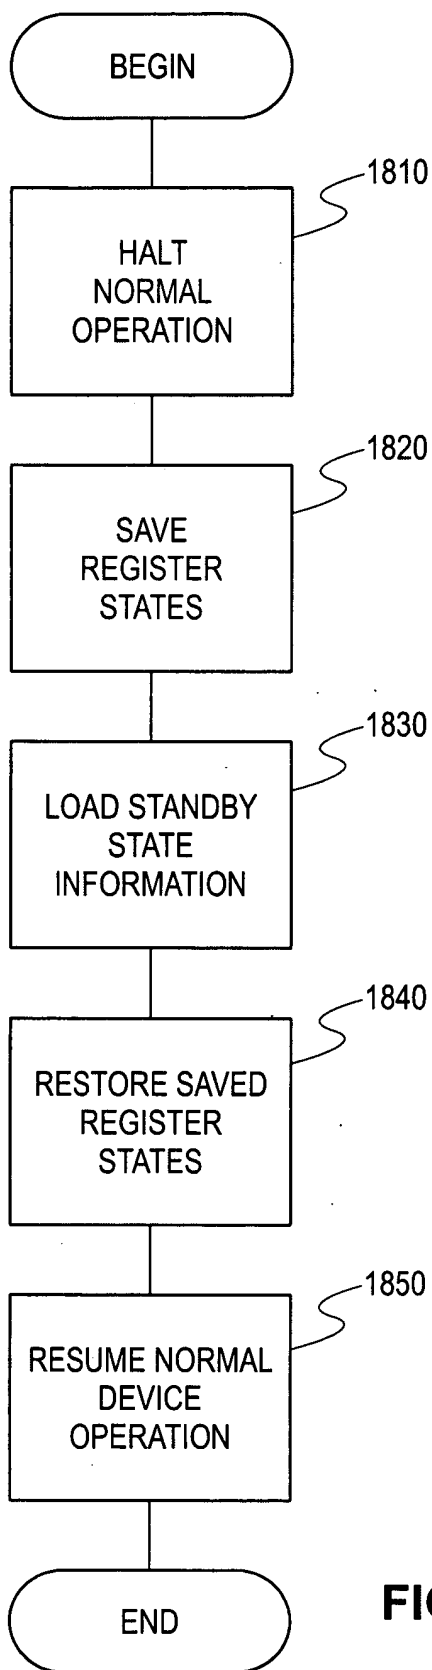 BEGIN
1810
HALT
NORMAL
OPERATION
1820
SAVE
REGISTER
STATES
1830
LOAD STANDBY
STATE
INFORMATION
1840
RESTORE SAVED
REGISTER
STATES
1850
RESUME NORMAL
DEVICE
OPERATION
END